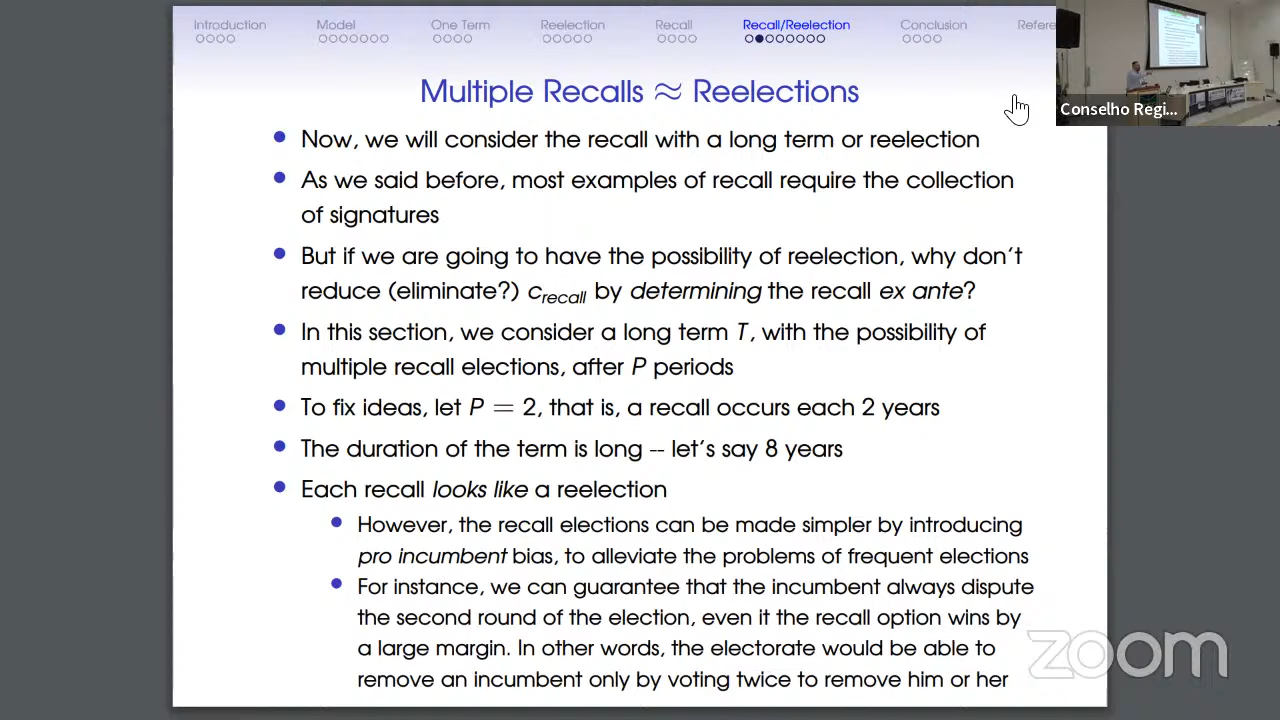 Introduction Model One Term Reelection Recall Recall/Reelection Conclusion Refere
Multiple Recalls ≈ Reelections
Now, we will consider the recall with a long term or reelection
As we said before, most examples of recall require the collection
of signatures
But if we are going to have the possibility of reelection, why don't
reduce (eliminate?) c_recall by determining the recall ex ante?
In this section, we consider a long term T, with the possibility of
multiple recall elections, after P periods
To fix ideas, let P = 2, that is, a recall occurs each 2 years
The duration of the term is long -- let's say 8 years
Each recall looks like a reelection
However, the recall elections can be made simpler by introducing
pro incumbent bias, to alleviate the problems of frequent elections
For instance, we can guarantee that the incumbent always dispute
the second round of the election, even it the recall option wins by
a large margin. In other words, the electorate would be able to
remove an incumbent only by voting twice to remove him or her
Conselho Regi...
zoom